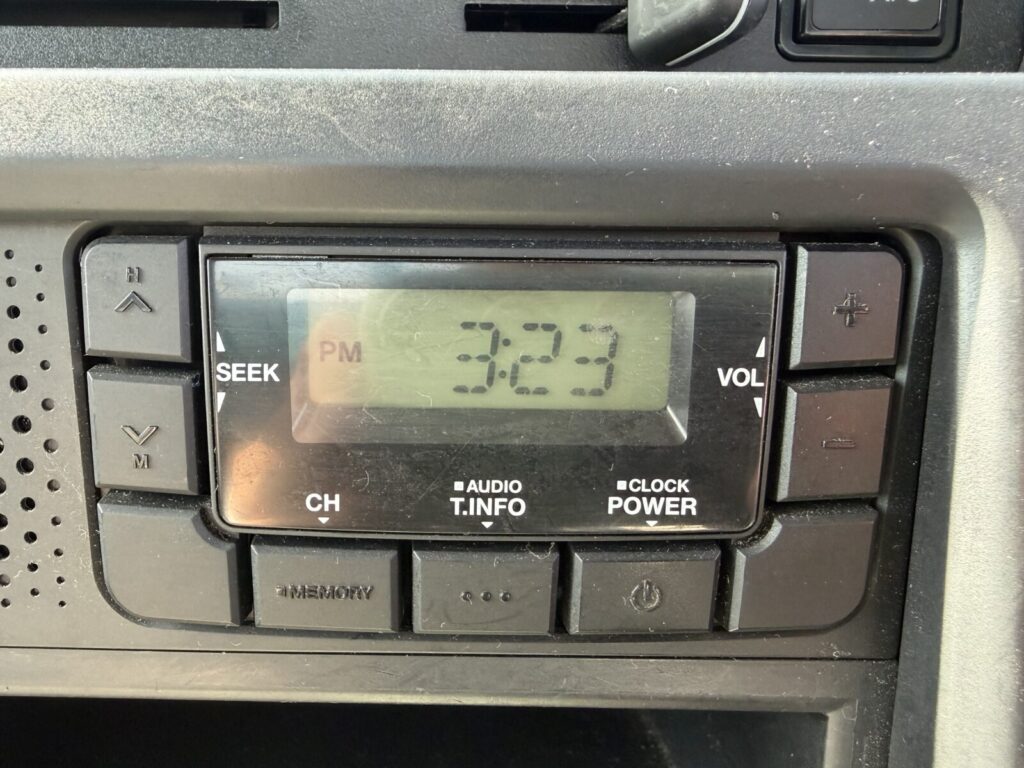 H
PM 3:23
SEEK
VOL
M
CH
■AUDIO
T.INFO
■CLOCK
POWER
MEMORY